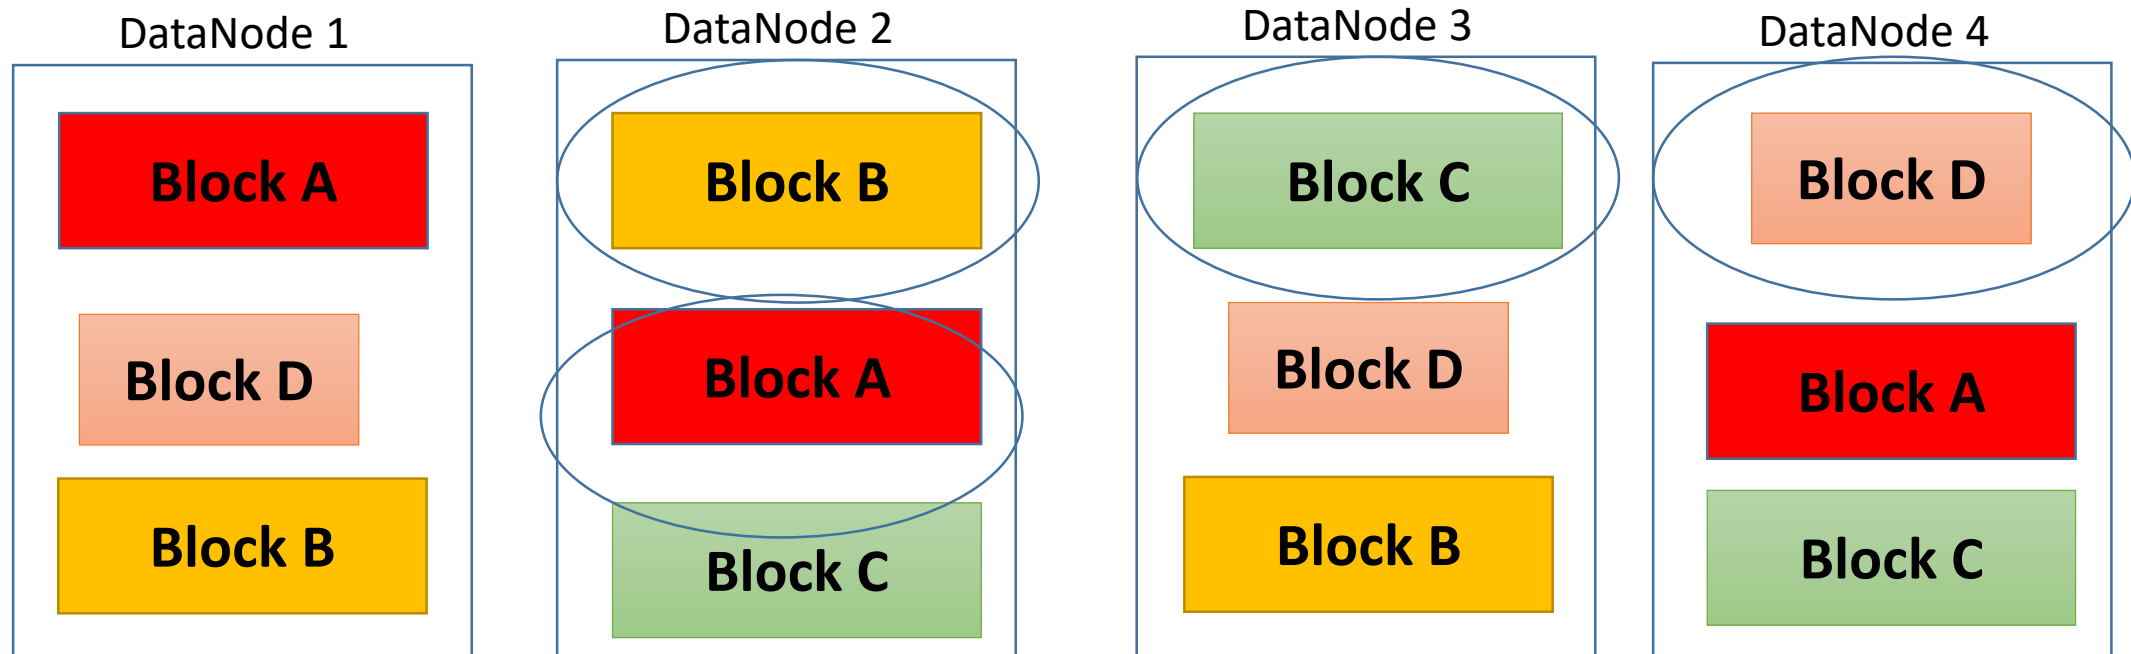 DataNode 1
Block A
Block D
Block B
DataNode 2
Block B
Block A
Block C
DataNode 3
Block C
Block D
Block B
DataNode 4
Block D
Block A
Block C